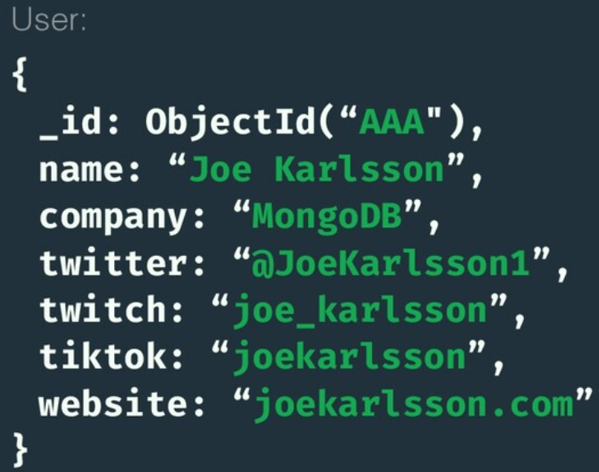 User:
{
_id: ObjectId(“AAA"),
name: “Joe Karlsson”,
company: “MongoDB”,
twitter: “@JoeKarlsson1”,
twitch: “joe_karlsson”,
tiktok: “joekarlsson”,
website: “joekarlsson.com”
}